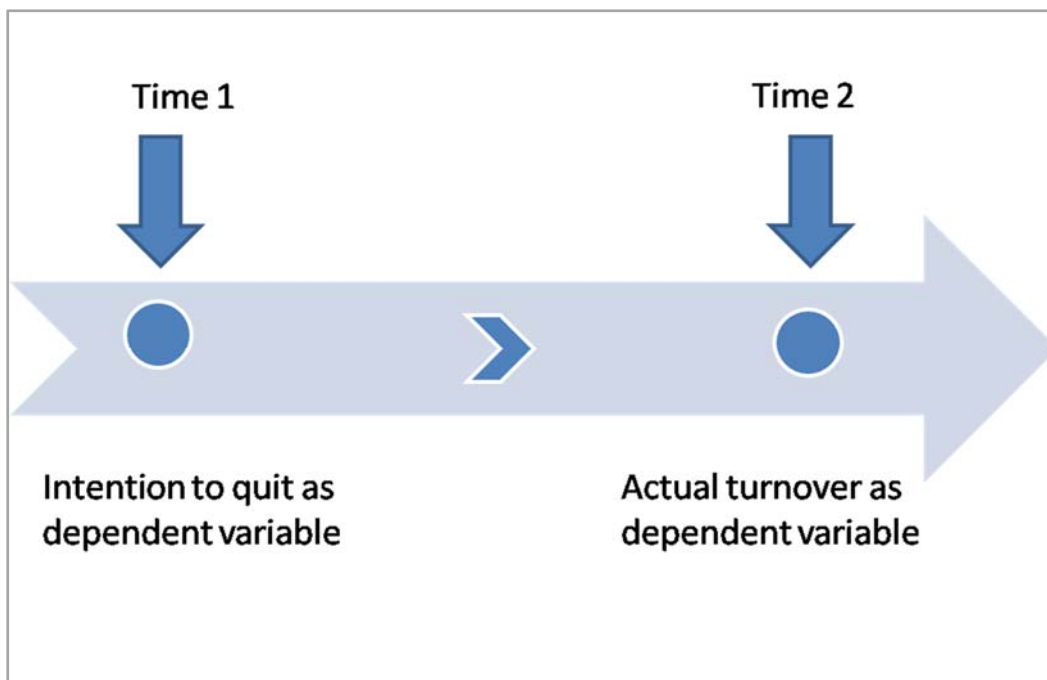 Time 1
Time 2
Intention to quit as
dependent variable
Actual turnover as
dependent variable